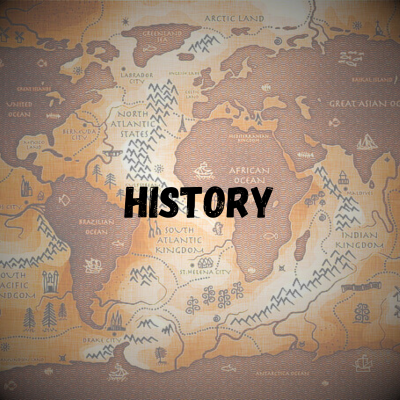 ARCTIC LAND
GREENLAND
SEA
LABRADOR
CITY
UNITED
OCEAN
GREAT ASIAN OC
NORTH
ATLANTIC
STATES
BERMUDA
CITY
MEDITERRANEAN
KINGDOM
AFRICAN
OCEAN
HISTORY
BRAZILIAN
OCEAN
SOUTH
ATLANTIC
KINGDOM
INDIAN
KINGDOM
ST. HELENA CITY
SOUTH
PACIFIC
KINGDOM
DRAKE CITY
ANTARCTICA OCEAN